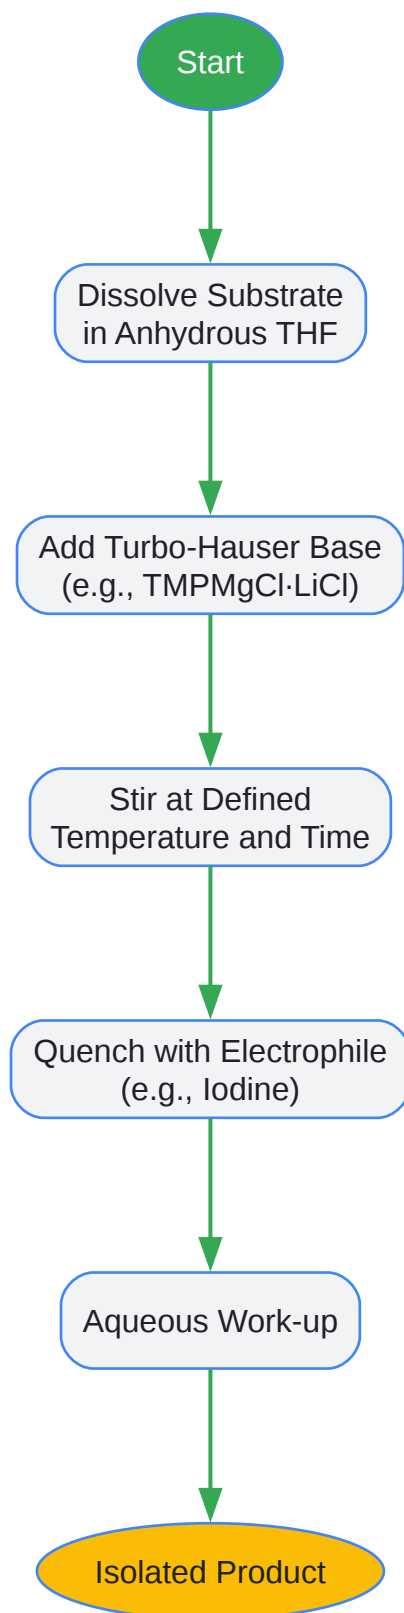 Start
Dissolve Substrate
in Anhydrous THF
Add Turbo-Hauser Base
(e.g., TMPMgCl·LiCl)
Stir at Defined
Temperature and Time
Quench with Electrophile
(e.g., Iodine)
Aqueous Work-up
Isolated Product